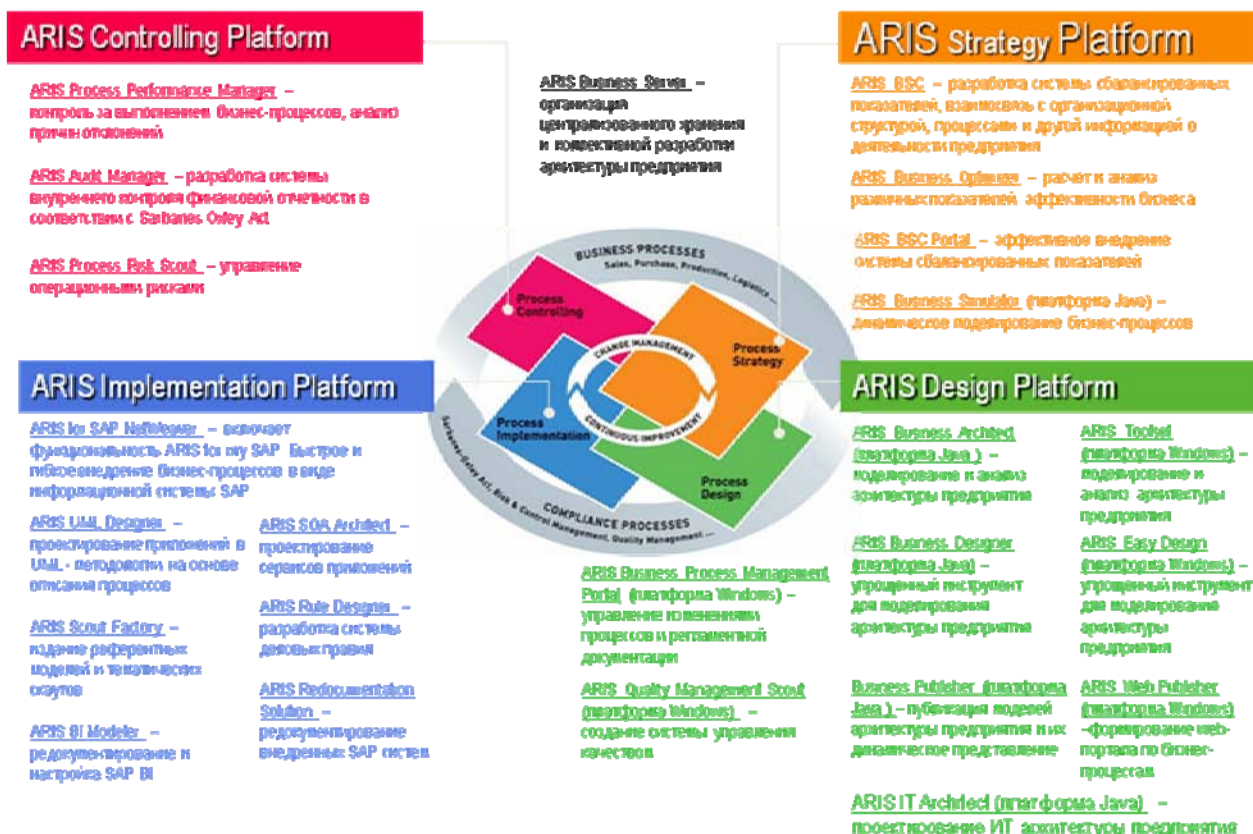 ARIS Controlling Platform
ARIS Process Performance Manager –
контроль за выполнением бизнес-процессов, анализ
причин отклонений
ARIS Audit Manager – разработка системы
внутреннего контроля финансовой отчетности в
соответствии с Sarbanes Oxley Act
ARIS Process Risk Scout – управление
операционными рисками
ARIS Business Server –
организация
централизованного хранения
и коллективной разработки
архитектуры предприятия
ARIS Strategy Platform
ARIS BSC – разработка системы сбалансированных
показателей, взаимосвязь с организационной
структурой, процессами и другой информацией о
деятельности предприятия
ARIS Business Optimizer – расчет и анализ
различных показателей эффективности бизнеса
ARIS BSC Portal – эффективное внедрение
системы сбалансированных показателей
ARIS Business Simulator (платформа Java) –
динамическое моделирование бизнес-процессов
BUSINESS PROCESSES
Sales, Purchase, Production, Logistics ...
Process
Controlling
Process
Strategy
CHANGE MANAGEMENT
CONTINUOUS IMPROVEMENT
Process
Implementation
Process
Design
COMPLIANCE PROCESSES
Sarbanes-Oxley Act, Risk & Control Management, Quality Management ...
ARIS Implementation Platform
ARIS for SAP NetWeaver – включает
функциональность ARIS for my SAP Быстрое и
гибкое внедрение бизнес-процессов в виде
информационной системы SAP
ARIS UML Designer –
проектирование приложений в
UML - методологии на основе
описания процессов
ARIS Scout Factory –
издание референтных
моделей и тематических
скаутов
ARIS BI Modeler –
редокументирование и
настройка SAP BI
ARIS SOA Architect –
проектирование
сервисов приложений
ARIS Rule Designer –
разработка системы
деловых правил
ARIS Redocumentation
Solution –
редокументирование
внедренных SAP систем
ARIS Business Process Management
Portal (платформа Windows) –
управление изменениями
процессов и регламентной
документации
ARIS Quality Management Scout
(платформа Windows) –
создание системы управления
качеством
ARIS Design Platform
ARIS Business Architect
(платформа Java ) –
моделирование и анализ
архитектуры предприятия
ARIS Toolset
(платформа Windows) –
моделирование и
анализ архитектуры
предприятия
ARIS Business Designer
(платформа Java) –
упрощенный инструмент
для моделирования
архитектуры предприятия
ARIS Easy Design
(платформа Windows) –
упрощенный инструмент
для моделирования
архитектуры
предприятия
Business Publisher (платформа
Java ) – публикация моделей
архитектуры предприятия и их
динамическое представление
ARIS Web Publisher
(платформа Windows)
–формирование web-
портала по бизнес-
процессам
ARIS IT Architect (платформа Java) –
проектирование ИТ архитектуры предприятия